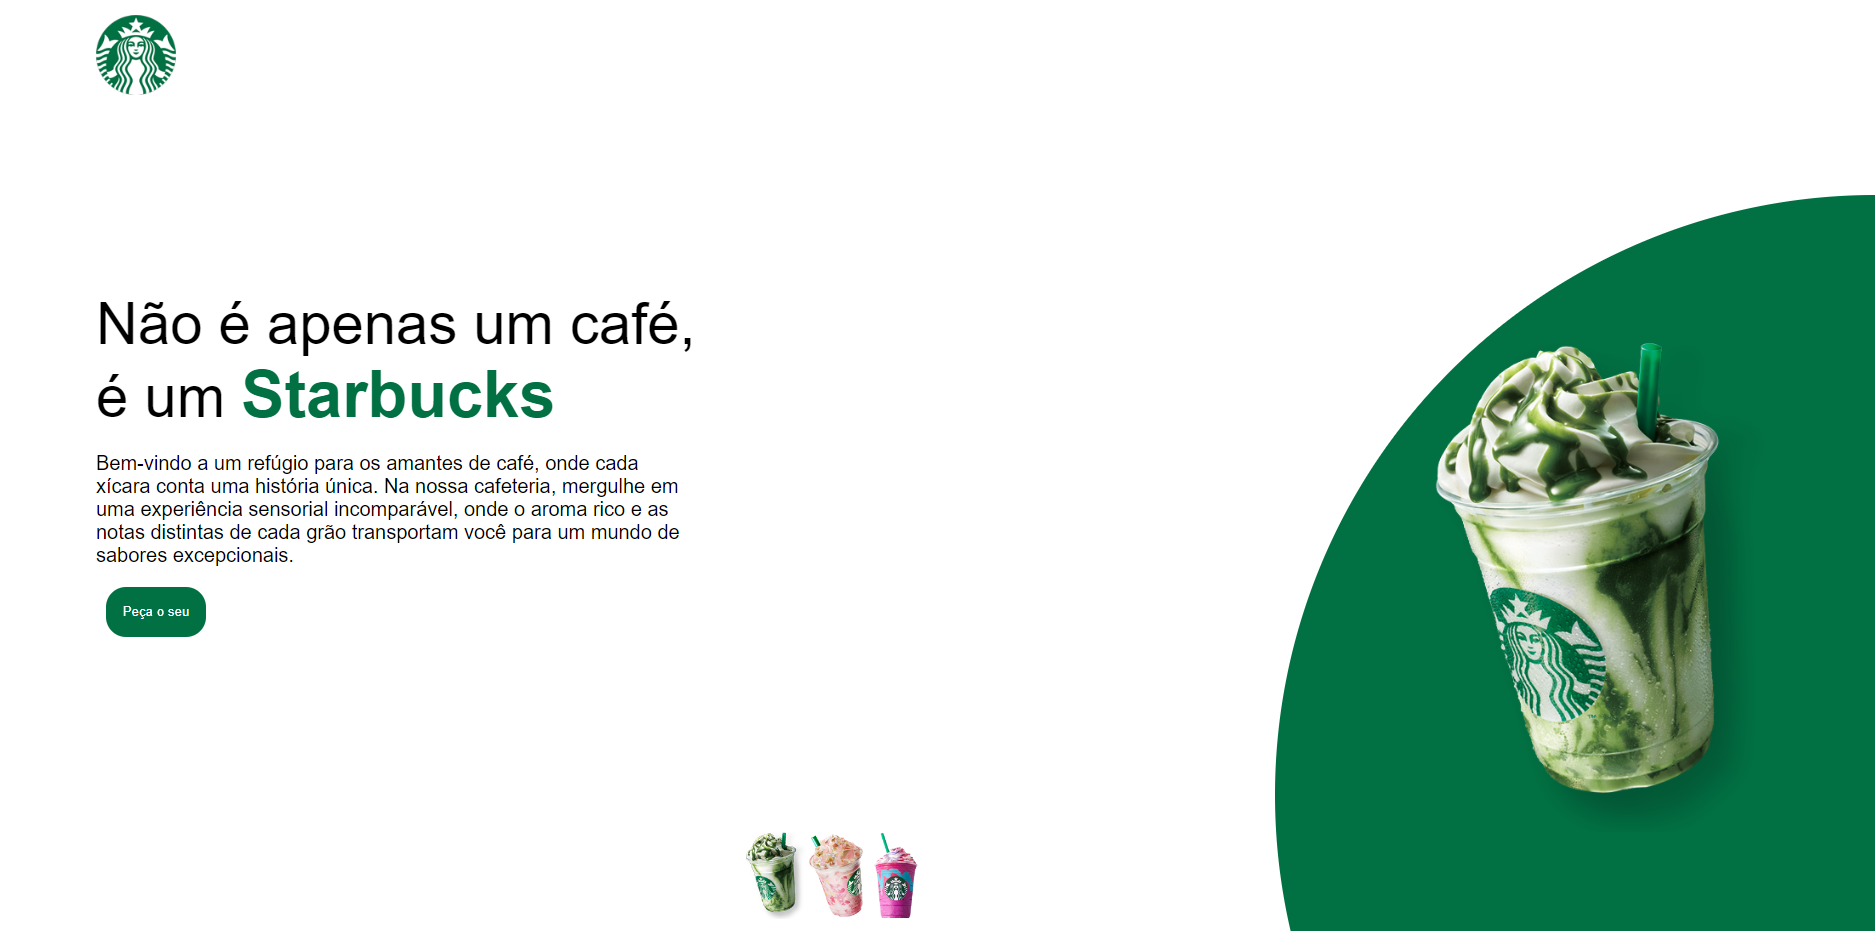 Não é apenas um café,
é um Starbucks
Bem-vindo a um refúgio para os amantes de café, onde cada
xícara conta uma história única. Na nossa cafeteria, mergulhe em
uma experiência sensorial incomparável, onde o aroma rico e as
notas distintas de cada grão transportam você para um mundo de
sabores excepcionais.
Peça o seu